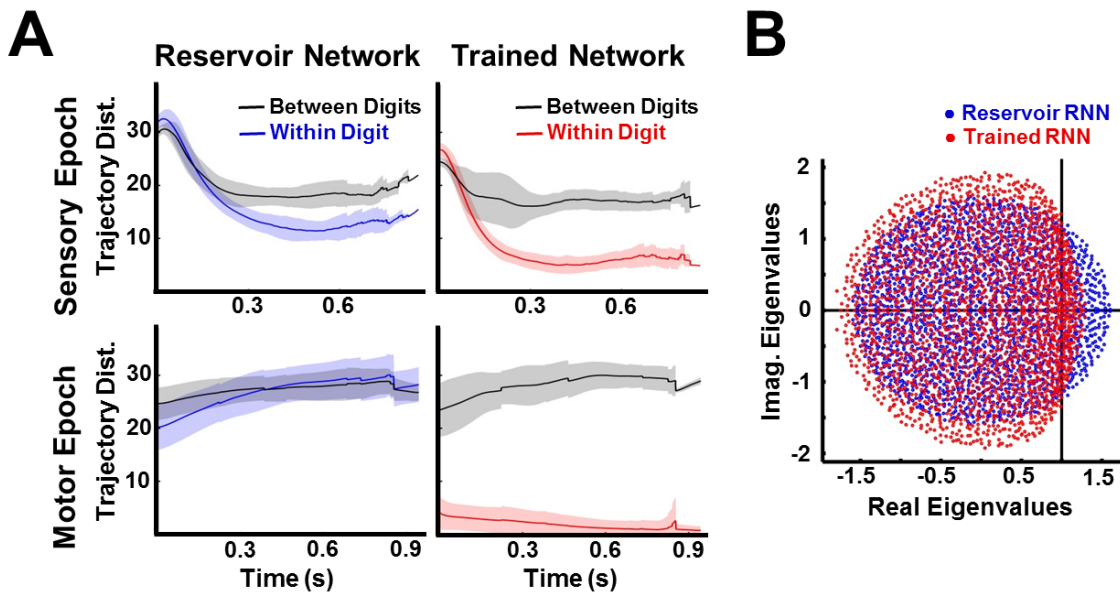 A
B
Reservoir Network
Trained Network
Sensory Epoch
Trajectory Dist.
Between Digits
Within Digit
30
20
10
0.3
0.6
Between Digits
Within Digit
0.3
0.6
Motor Epoch
Trajectory Dist.
30
20
10
0.3
0.6
0.9
Time (s)
0.3
0.6
0.9
Time (s)
Reservoir RNN
Trained RNN
Imag. Eigenvalues
2
1
0
-1
-2
-1.5
-0.5
0.5
1.5
Real Eigenvalues